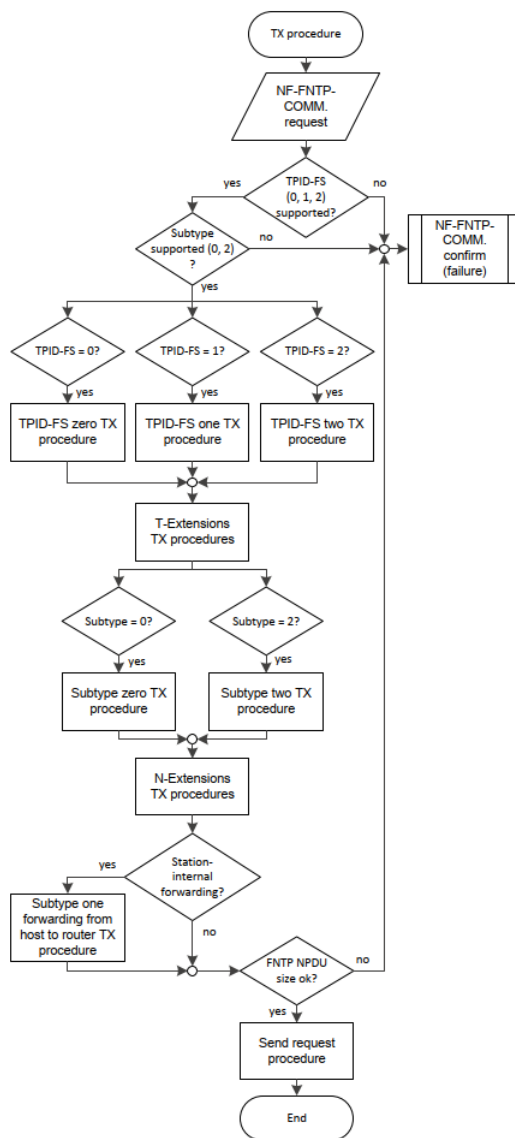 TX procedure
NF-FNTP-
COMM.
request
yes
TPID-FS
(0, 1, 2)
supported?
no
Subtype
supported (0, 2)
?
no
NF-FNTP-
COMM.
confirm
(failure)
yes
TPID-FS = 0?
TPID-FS = 1?
TPID-FS = 2?
yes
yes
yes
TPID-FS zero TX
procedure
TPID-FS one TX
procedure
TPID-FS two TX
procedure
T-Extensions
TX procedures
Subtype = 0?
Subtype = 2?
yes
yes
Subtype zero TX
procedure
Subtype two TX
procedure
N-Extensions
TX procedures
yes
Station-
internal
forwarding?
Subtype one
forwarding from
host to router TX
procedure
no
FNTP NPDU
size ok?
no
yes
Send request
procedure
End